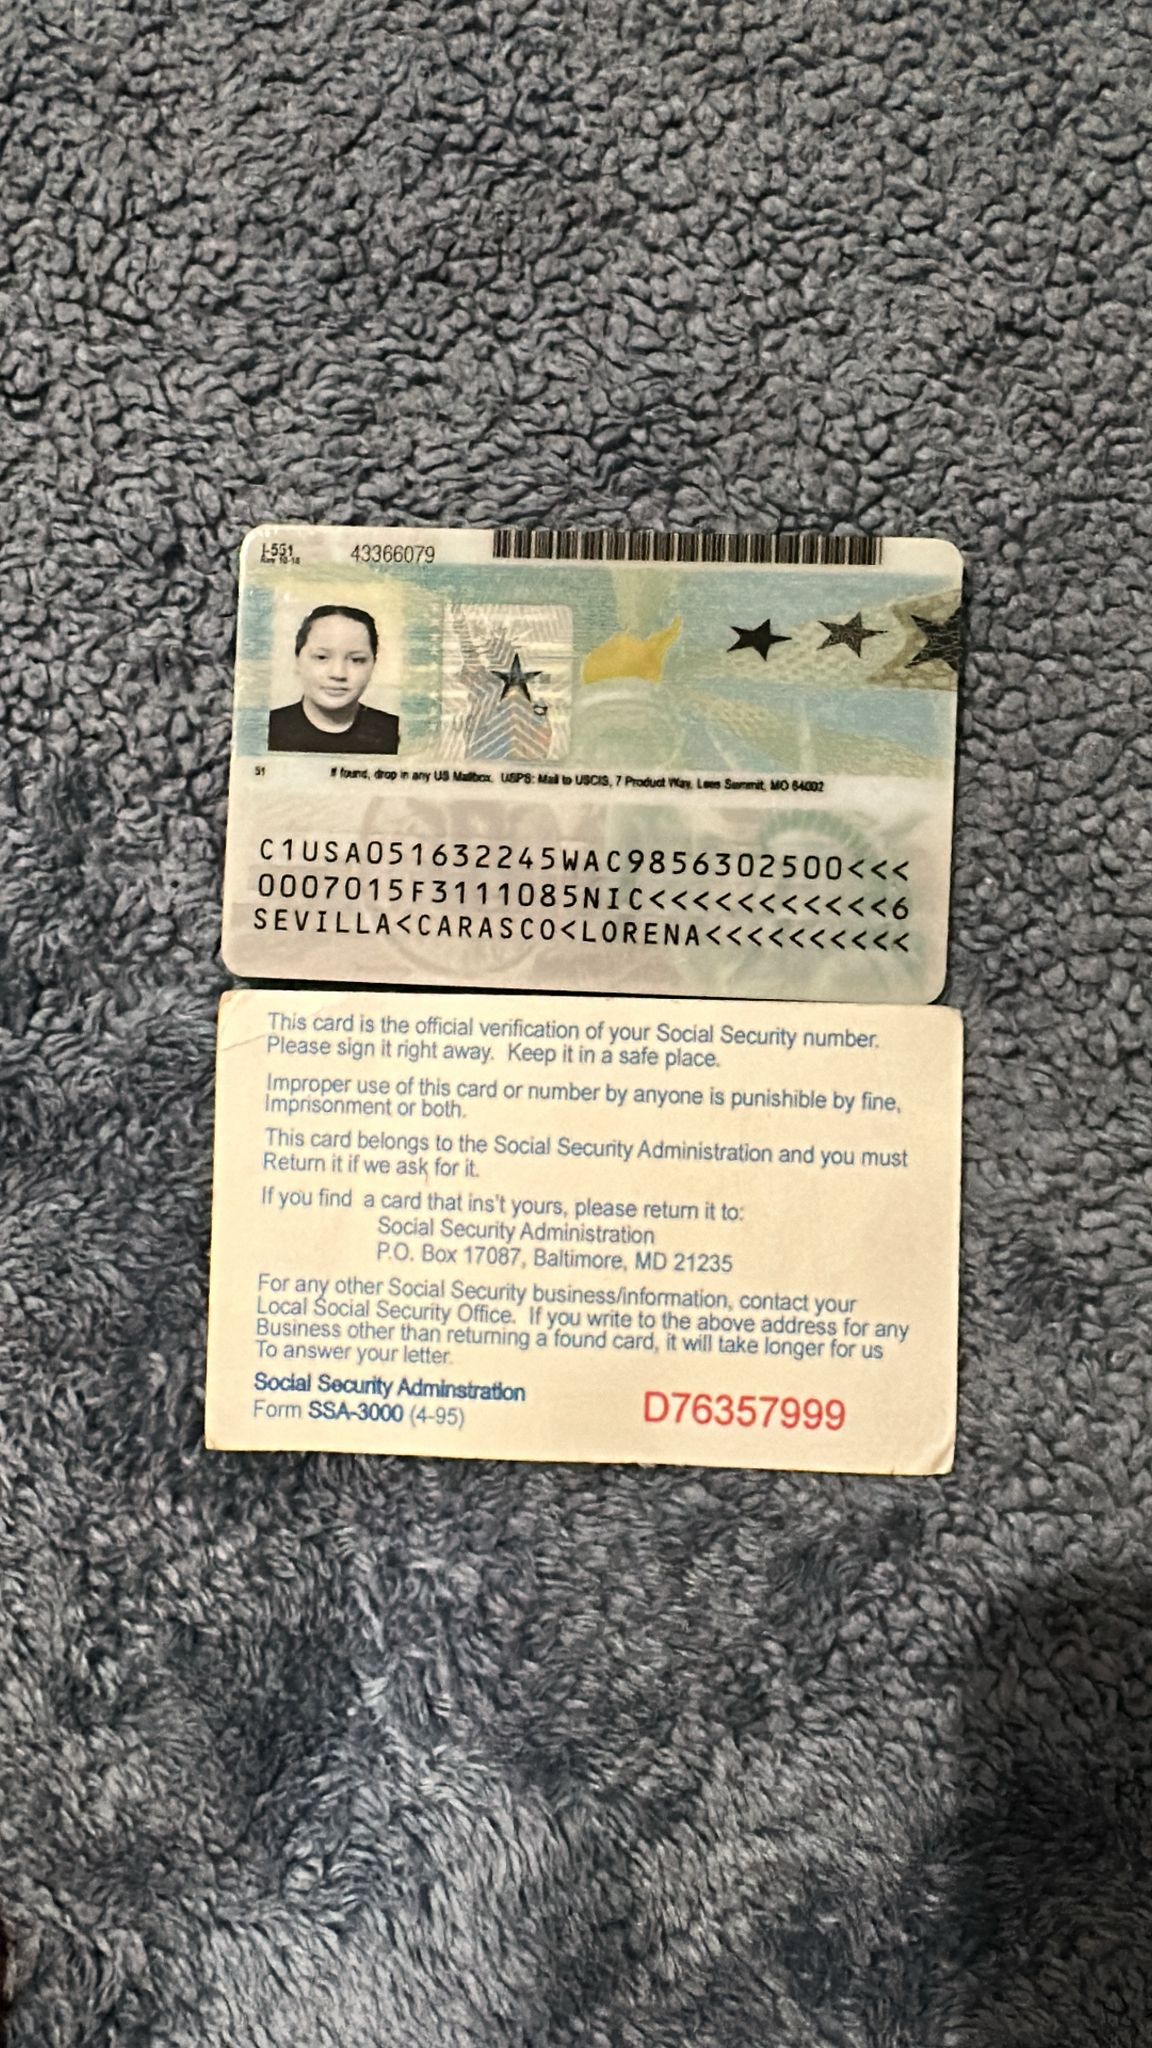 I-551
Rev 10-18
43366079
51
If found, drop in any US Mailbox, USPS: Mail to USCIS, 7 Product Way, Lees Summit, MO 64002
C1USA051632245WAC9856302500<<<
0007015F3111085NIC<<<<<<<<<<<6
SEVILLA<CARASCO<LORENA<<<<<<<<<<
This card is the official verification of your Social Security number.
Please sign it right away. Keep it in a safe place.
Improper use of this card or number by anyone is punishible by fine,
Imprisonment or both.
This card belongs to the Social Security Administration and you must
Return it if we ask for it.
If you find a card that ins't yours, please return it to:
Social Security Administration
P.O. Box 17087, Baltimore, MD 21235
For any other Social Security business/information, contact your
Local Social Security Office. If you write to the above address for any
Business other than returning a found card, it will take longer for us
To answer your letter.
Social Security Adminstration
Form SSA-3000 (4-95)
D76357999